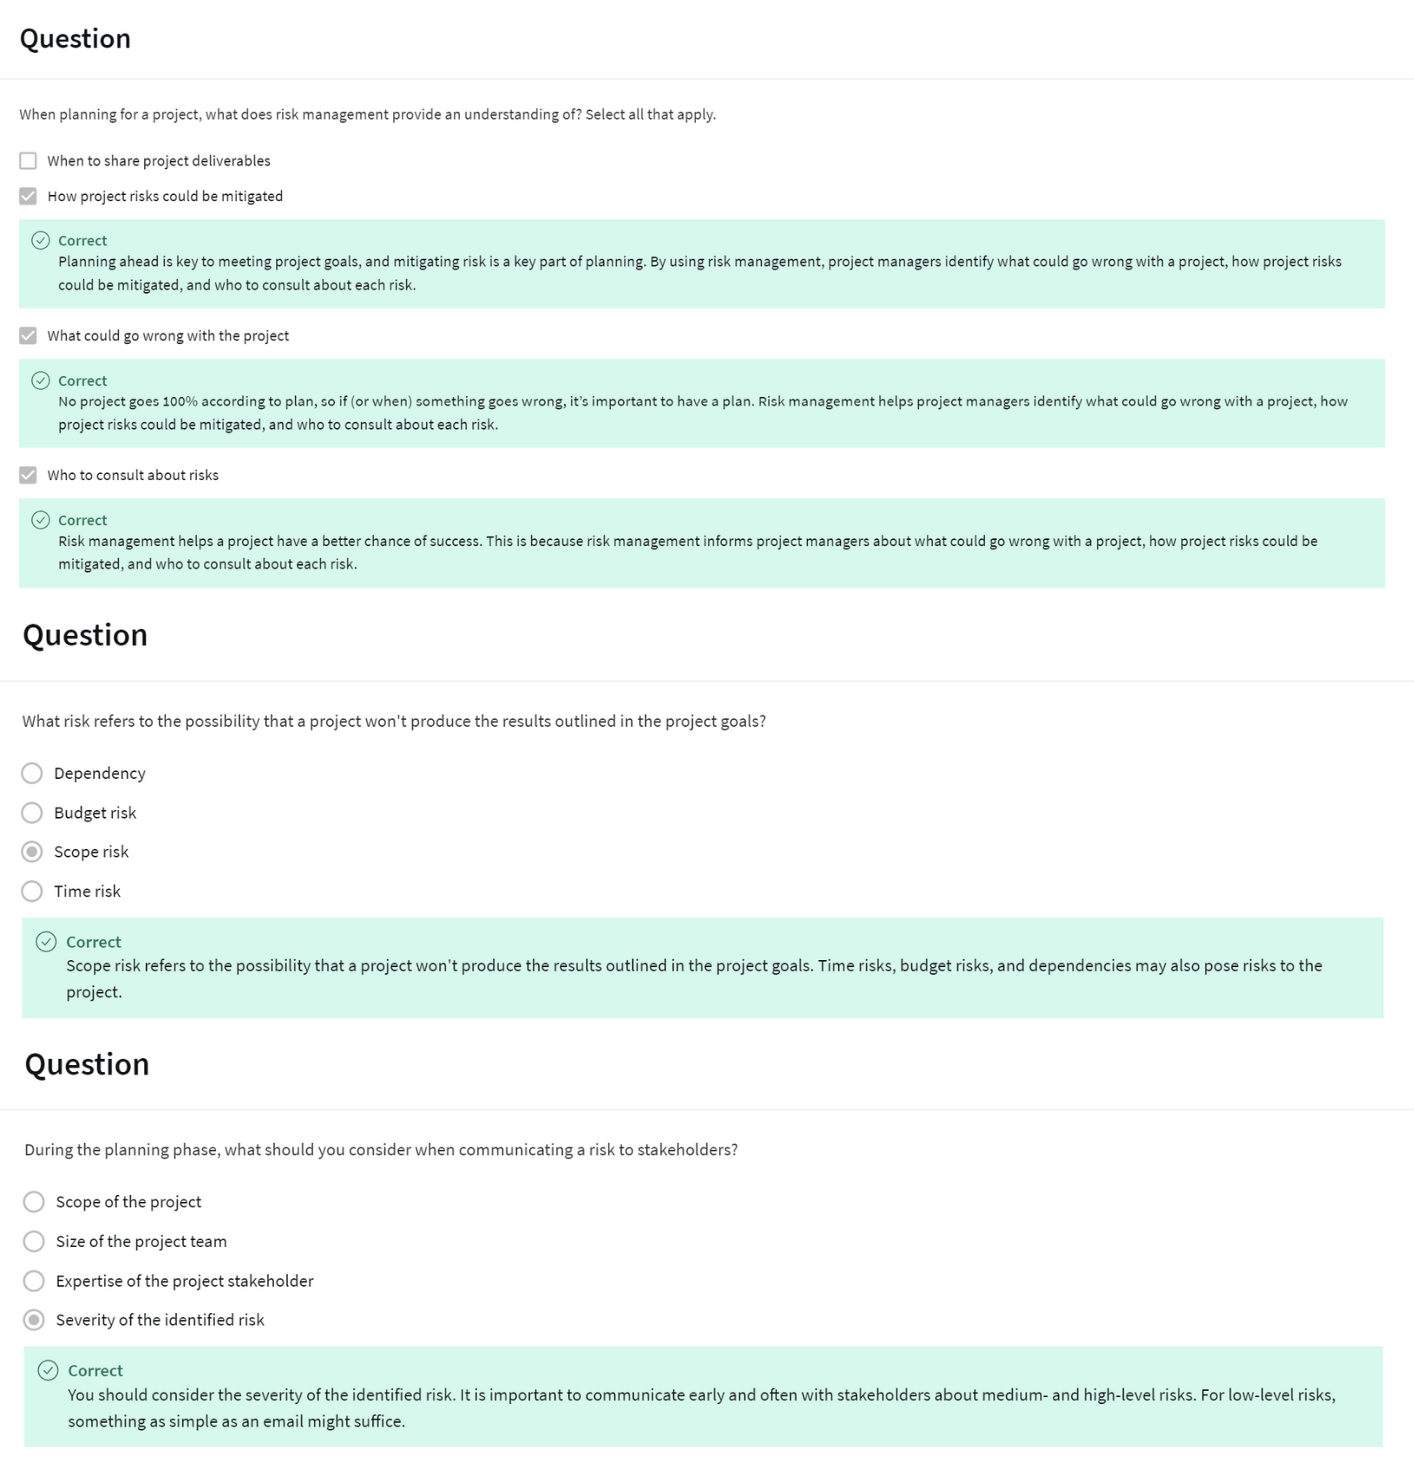 Question
When planning for a project, what does risk management provide an understanding of? Select all that apply.
When to share project deliverables
How project risks could be mitigated
Correct
Planning ahead is key to meeting project goals, and mitigating risk is a key part of planning. By using risk management, project managers identify what could go wrong with a project, how project risks
could be mitigated, and who to consult about each risk.
What could go wrong with the project
Correct
No project goes 100% according to plan, so if (or when) something goes wrong, it's important to have a plan. Risk management helps project managers identify what could go wrong with a project, how
project risks could be mitigated, and who to consult about each risk.
Who to consult about risks
Correct
Risk management helps a project have a better chance of success. This is because risk management informs project managers about what could go wrong with a project, how project risks could be
mitigated, and who to consult about each risk.
Question
What risk refers to the possibility that a project won't produce the results outlined in the project goals?
Dependency
Budget risk
Scope risk
Time risk
Correct
Scope risk refers to the possibility that a project won't produce the results outlined in the project goals. Time risks, budget risks, and dependencies may also pose risks to the
project.
Question
During the planning phase, what should you consider when communicating a risk to stakeholders?
Scope of the project
Size of the project team
Expertise of the project stakeholder
Severity of the identified risk
Correct
You should consider the severity of the identified risk. It is important to communicate early and often with stakeholders about medium- and high-level risks. For low-level risks,
something as simple as an email might suffice.